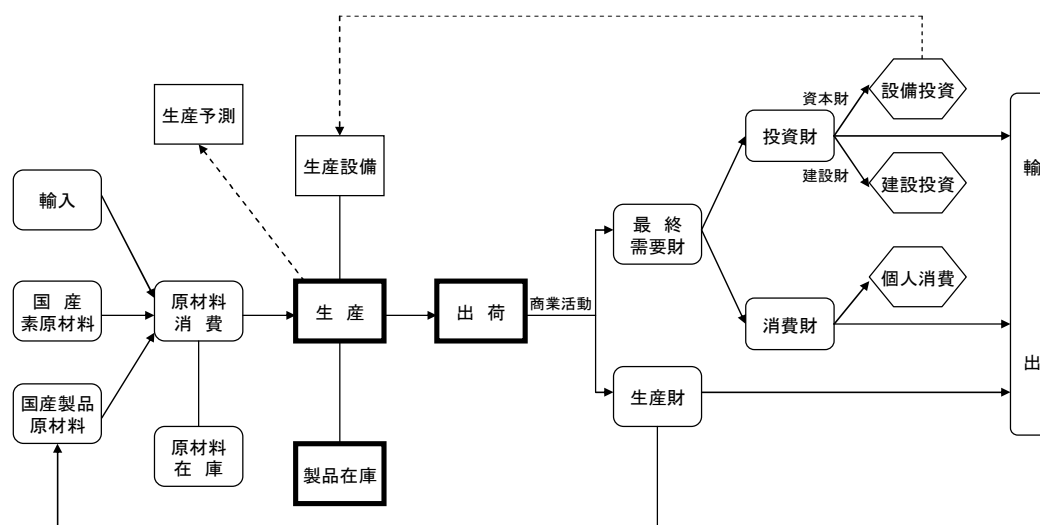 設備投資
資本財
生産予測
投資財
生産設備
建設財
建設投資
輸入
輸
最 終
需要財
個人消費
国 産
素原材料
原材料
消 費
生 産
出 荷
商業活動
消費財
出
国産製品
原材料
生産財
原材料
在 庫
製品在庫